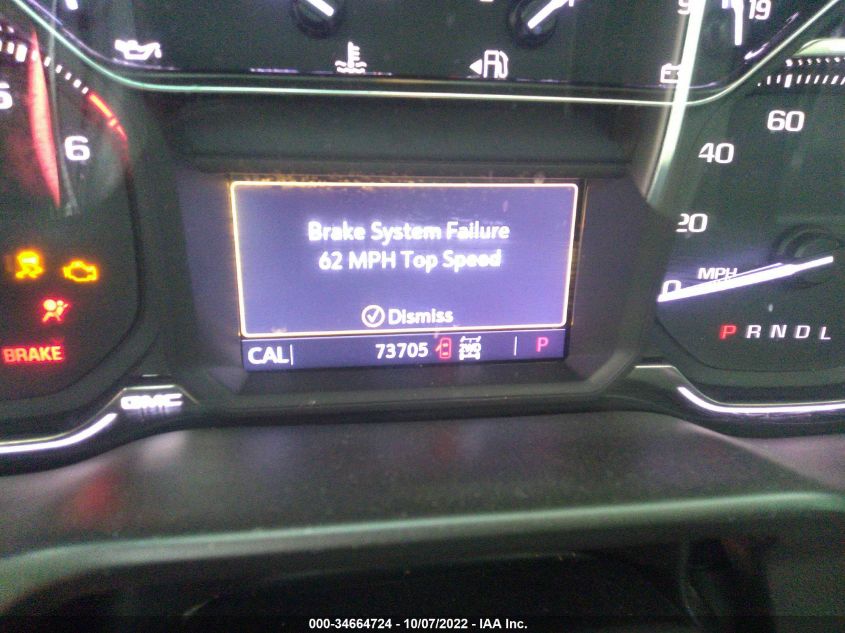 19
5
6
60
40
20
0
MPH
Brake System Failure
62 MPH Top Speed
Dismiss
BRAKE
CAL
73705
2WD
P
P R N D L
GMC
000-34664724 - 10/07/2022 - IAA Inc.